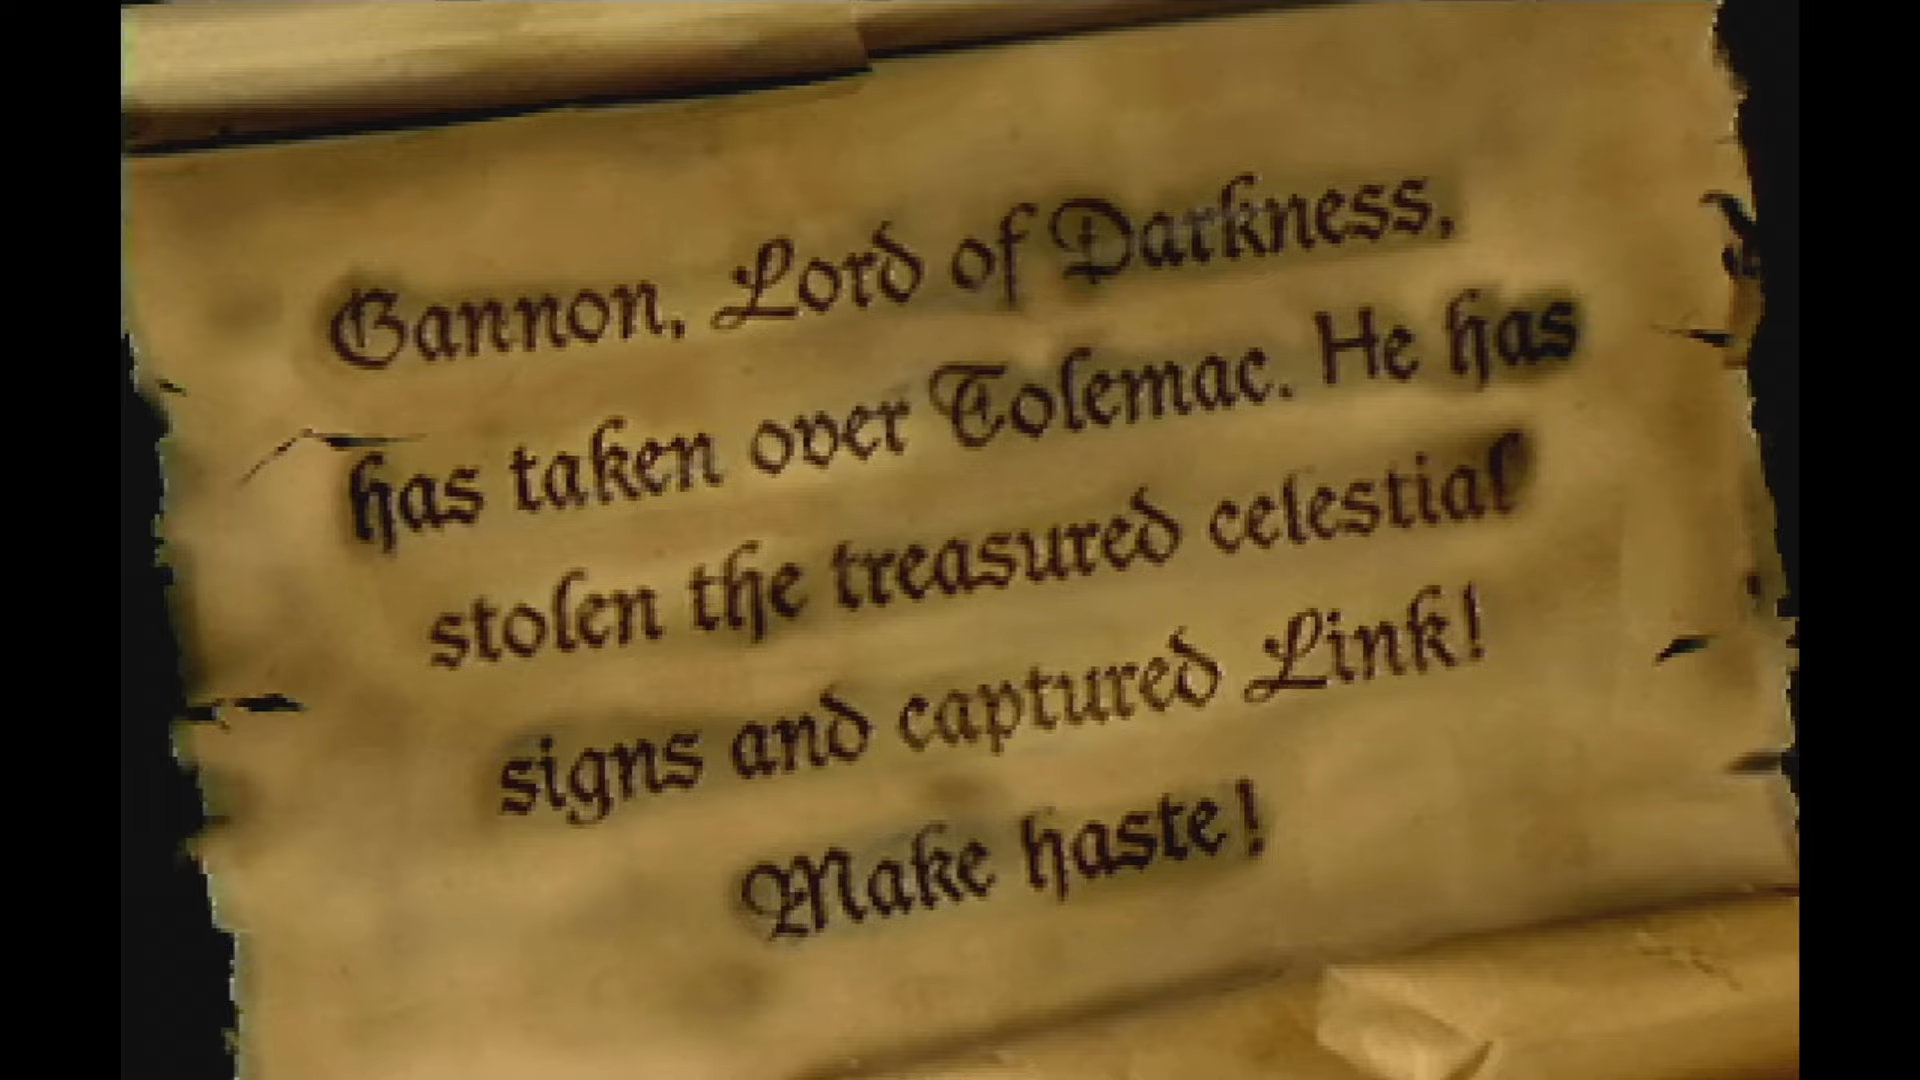 Gannon, Lord of Darkness,
has taken over Tolemac. He has
stolen the treasured celestial
signs and captured Link!
Make haste!